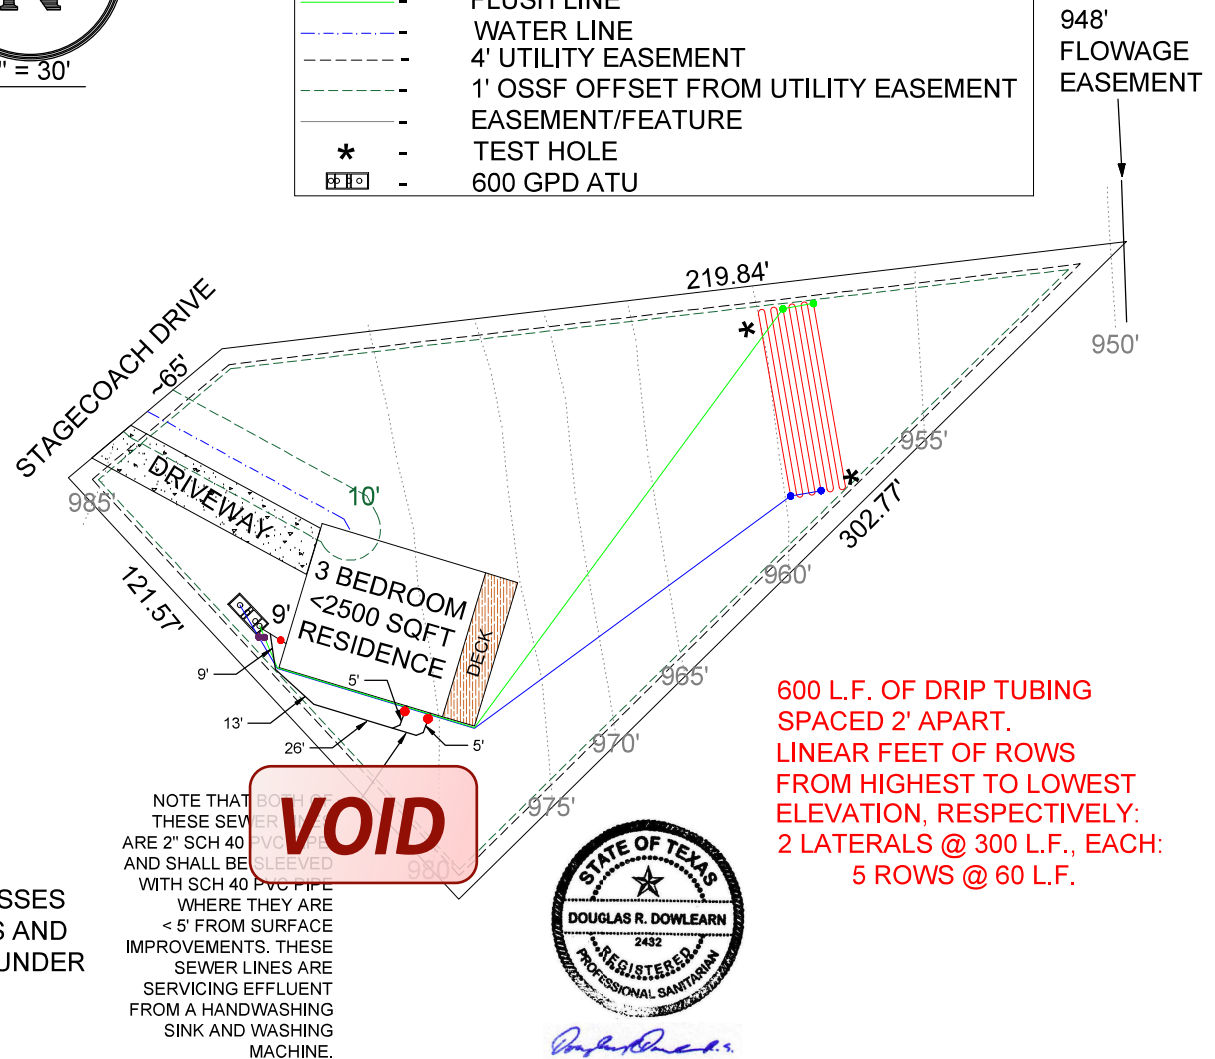 N
" = 30'
FLUSH LINE
- WATER LINE
- 4' UTILITY EASEMENT
- 1' OSSF OFFSET FROM UTILITY EASEMENT
- EASEMENT/FEATURE
* - TEST HOLE
- 600 GPD ATU
948'
FLOWAGE
EASEMENT
219.84'
STAGECOACH DRIVE
~65'
950'
*
955'
*
302.77'
985'
DRIVEWAY
10'
960'
121.57'
3 BEDROOM
<2500 SQFT
RESIDENCE
DECK
9'
9'
5'
13'
26'
5'
965'
970'
975'
980'
600 L.F. OF DRIP TUBING
SPACED 2' APART.
LINEAR FEET OF ROWS
FROM HIGHEST TO LOWEST
ELEVATION, RESPECTIVELY:
2 LATERALS @ 300 L.F., EACH:
5 ROWS @ 60 L.F.
VOID
NOTE THAT BOTH OF
THESE SEWER LINES
ARE 2" SCH 40 PVC PIPE
AND SHALL BE SLEEVED
WITH SCH 40 PVC PIPE
WHERE THEY ARE
< 5' FROM SURFACE
IMPROVEMENTS. THESE
SEWER LINES ARE
SERVICING EFFLUENT
FROM A HANDWASHING
SINK AND WASHING
MACHINE.
SSES
S AND
UNDER
STATE OF TEXAS
DOUGLAS R. DOWLEARN
2432
REGISTERED
PROFESSIONAL SANITARIAN